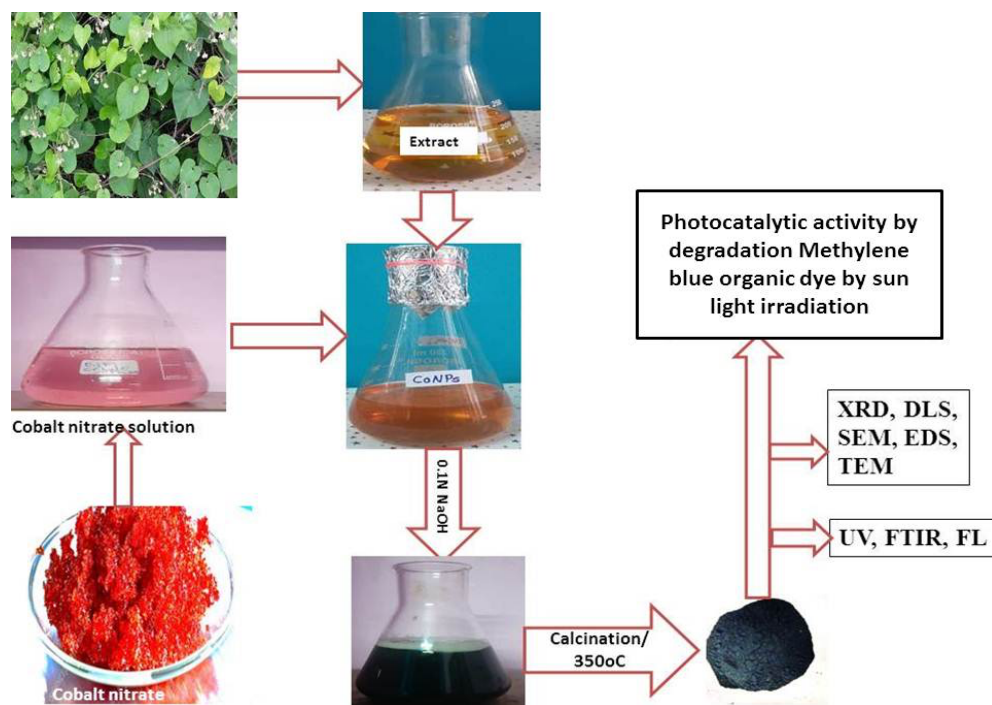 Extract
Photocatalytic activity by
degradation Methylene
blue organic dye by sun
light irradiation
CoNPs
Cobalt nitrate solution
XRD, DLS,
SEM, EDS,
TEM
0.1N NaOH
UV, FTIR, FL
Calcination/
350oC
Cobalt nitrate